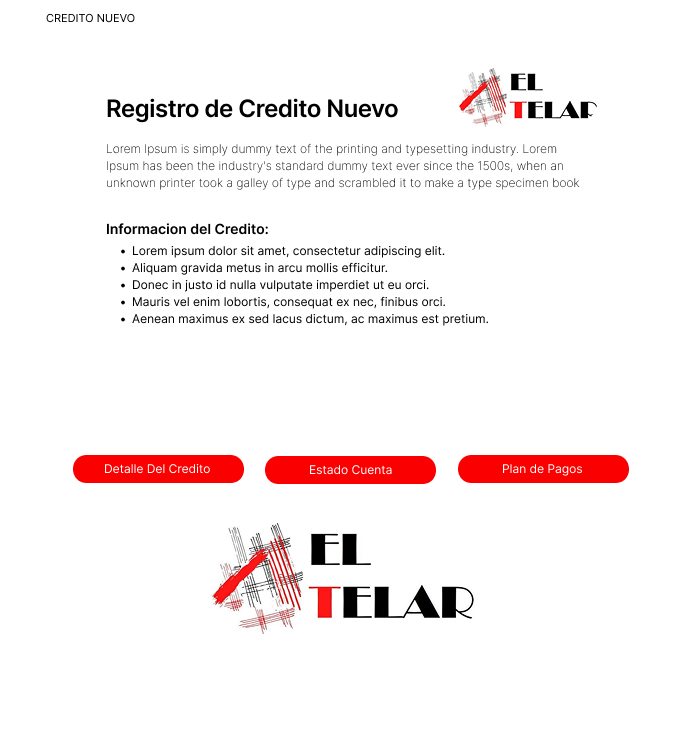 CREDITO NUEVO
Registro de Credito Nuevo
EL
TELAR
Lorem Ipsum is simply dummy text of the printing and typesetting industry. Lorem
Ipsum has been the industry's standard dummy text ever since the 1500s, when an
unknown printer took a galley of type and scrambled it to make a type specimen book
Informacion del Credito:
• Lorem ipsum dolor sit amet, consectetur adipiscing elit.
• Aliquam gravida metus in arcu mollis efficitur.
• Donec in justo id nulla vulputate imperdiet ut eu orci.
• Mauris vel enim lobortis, consequat ex nec, finibus orci.
• Aenean maximus ex sed lacus dictum, ac maximus est pretium.
Detalle Del Credito
Estado Cuenta
Plan de Pagos
EL
TELAR